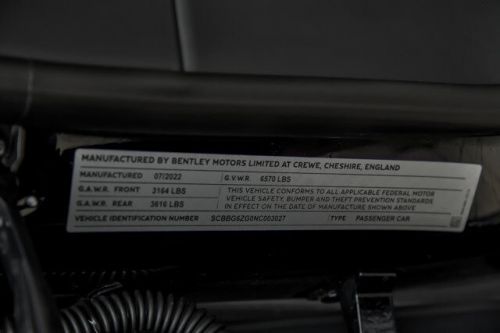 MANUFACTURED BY BENTLEY MOTORS LIMITED AT CREWE, CHESHIRE, ENGLAND
MANUFACTURED 07/2022 G.V.W.R. 6570 LBS
G.A.W.R. FRONT 3164 LBS
G.A.W.R. REAR 3616 LBS
THIS VEHICLE CONFORMS TO ALL APPLICABLE FEDERAL MOTOR
VEHICLE SAFETY, BUMPER AND THEFT PREVENTION STANDARDS
IN EFFECT ON THE DATE OF MANUFACTURE SHOWN ABOVE
VEHICLE IDENTIFICATION NUMBER SCBBG6ZG0NC003027 TYPE PASSENGER CAR